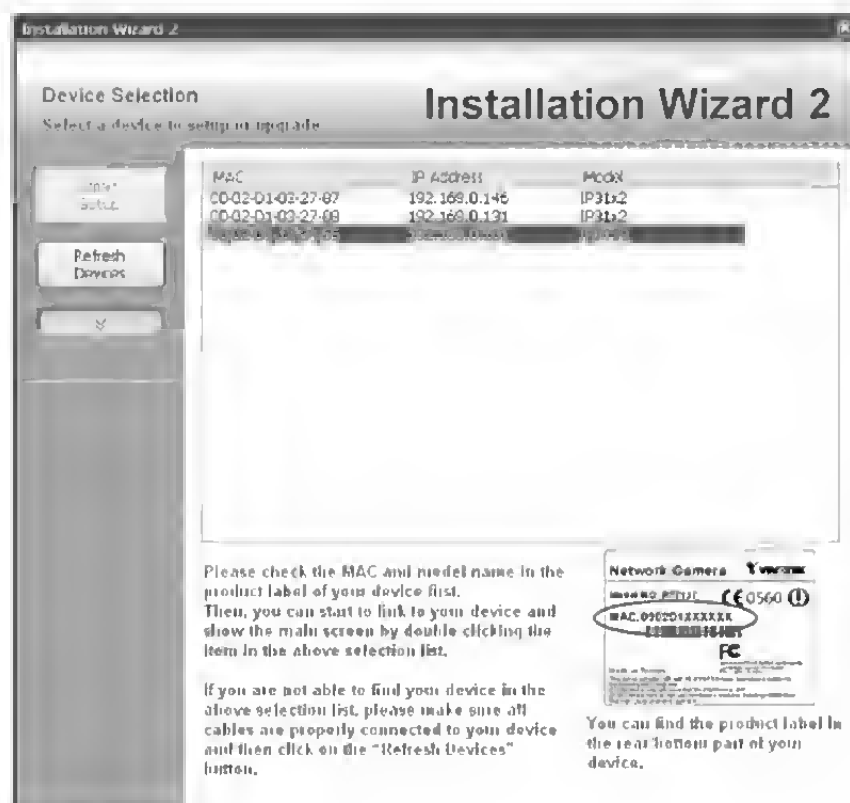 Installation Wizard 2
Device Selection
Installation Wizard 2
Select a device to setup or upgrade
MAC IP Address Model
00-02-D1-03-27-87 192.168.0.146 IP31x2
00-02-D1-03-27-88 192.168.0.131 IP31x2
Setup
Refresh
Devices
Please check the MAC and model name in the
product label of your device first.
Then, you can start to link to your device and
show the main screen by double clicking the
item in the above selection list.
If you are not able to find your device in the
above selection list, please make sure all
cables are properly connected to your device
and then click on the "Refresh Devices"
button.
Network Camera
CE 0560
MAC.0002D1XXXXXX
FC
You can find the product label in
the rear/bottom part of your
device.